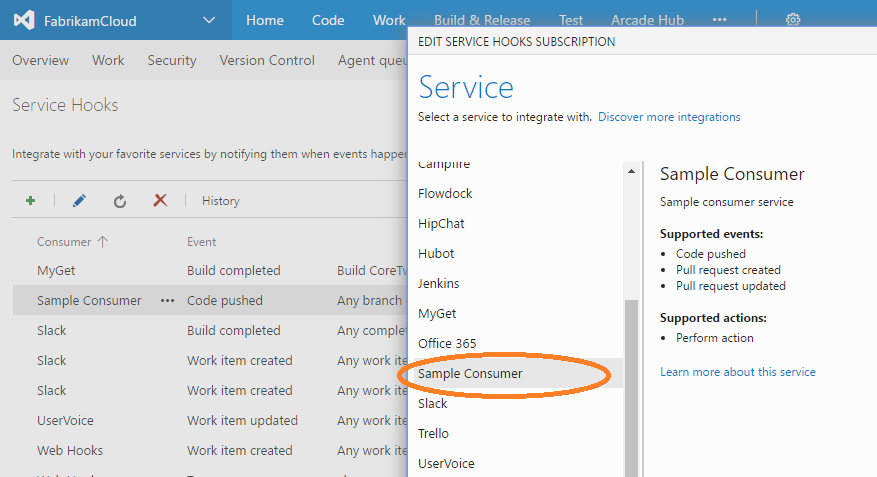 FabrikamCloud Home Code Work Build & Release Test Arcade Hub
Overview Work Security Version Control Agent queu
Service Hooks
Integrate with your favorite services by notifying them when events happen
History
Consumer Event
MyGet Build completed Build CoreTw
Sample Consumer ... Code pushed Any branch
Slack Build completed Any complet
Slack Work item created Any work ite
Slack Work item created Any work ite
UserVoice Work item updated Any work ite
Web Hooks Work item created Any work ite
EDIT SERVICE HOOKS SUBSCRIPTION
Service
Select a service to integrate with. Discover more integrations
Campfire
Flowdock
HipChat
Hubot
Jenkins
MyGet
Office 365
Sample Consumer
Slack
Trello
UserVoice
Sample Consumer
Sample consumer service
Supported events:
• Code pushed
• Pull request created
• Pull request updated
Supported actions:
• Perform action
Learn more about this service